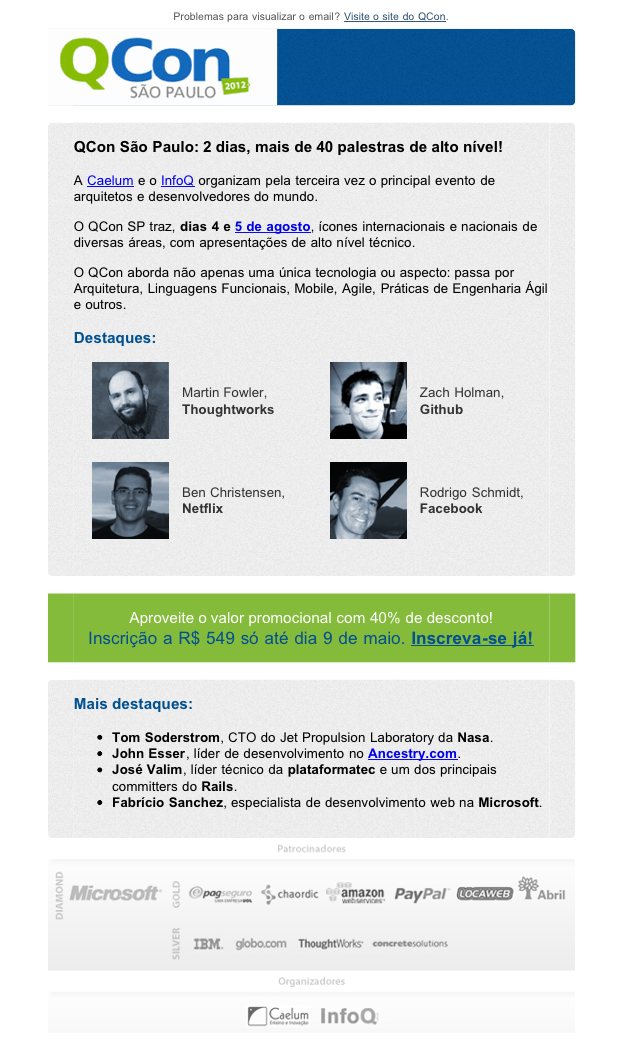 Problemas para visualizar o email? Visite o site do QCon.
QCon
SÃO PAULO 2012
QCon São Paulo: 2 dias, mais de 40 palestras de alto nível!
A Caelum e o InfoQ organizam pela terceira vez o principal evento de
arquitetos e desenvolvedores do mundo.
O QCon SP traz, dias 4 e 5 de agosto, ícones internacionais e nacionais de
diversas áreas, com apresentações de alto nível técnico.
O QCon aborda não apenas uma única tecnologia ou aspecto: passa por
Arquitetura, Linguagens Funcionais, Mobile, Agile, Práticas de Engenharia Ágil
e outros.
Destaques:
Martin Fowler,
Thoughtworks
Zach Holman,
Github
Ben Christensen,
Netflix
Rodrigo Schmidt,
Facebook
Aproveite o valor promocional com 40% de desconto!
Inscrição a R$ 549 só até dia 9 de maio. Inscreva-se já!
Mais destaques:
• Tom Soderstrom, CTO do Jet Propulsion Laboratory da Nasa.
• John Esser, líder de desenvolvimento no Ancestry.com.
• José Valim, líder técnico da plataformatec e um dos principais
committers do Rails.
• Fabrício Sanchez, especialista de desenvolvimento web na Microsoft.
Patrocinadores
DIAMOND
Microsoft
GOLD
pagseguro
UMA EMPRESA UOL
chaordic
amazon
webservices
PayPal
LOCAWEB
Abril
SILVER
IBM
globo.com
ThoughtWorks
concretesolutions
Organizadores
Caelum
Ensino e Inovação
InfoQ